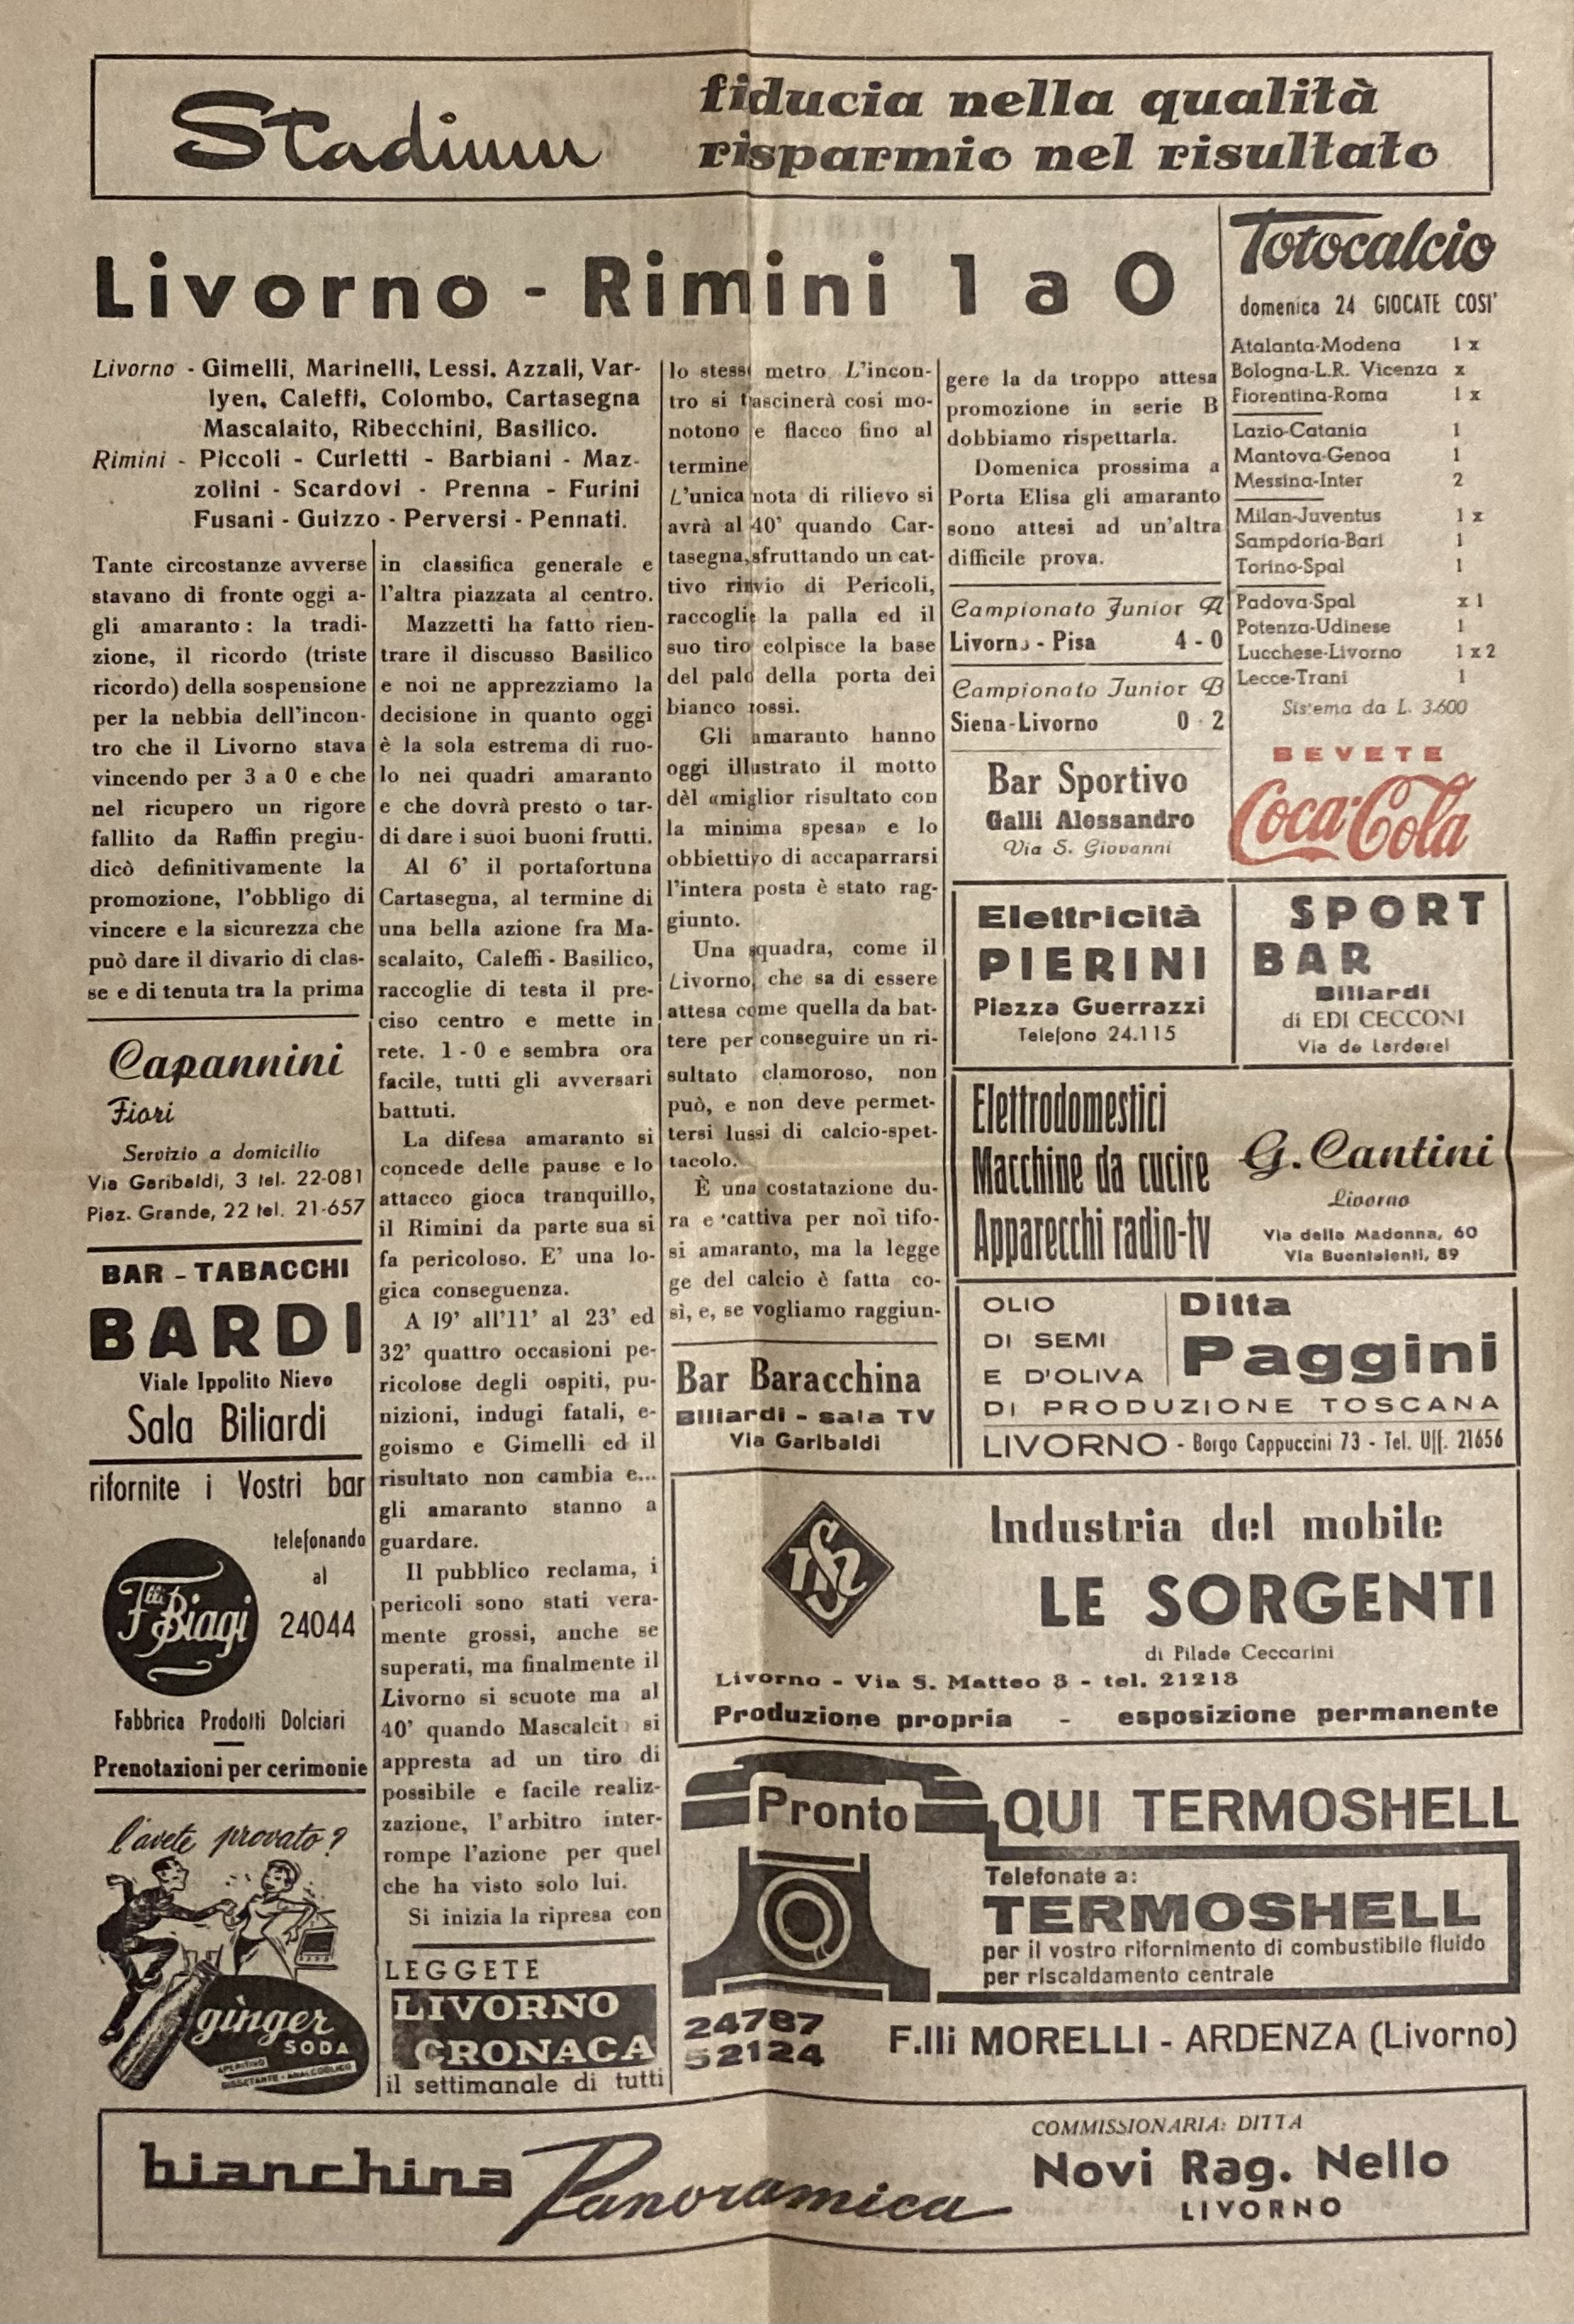 Stadium
fiducia nella qualità
risparmio nel risultato
Livorno - Rimini 1 a 0
Livorno - Gimelli, Marinelli, Lessi, Azzali, Var-
lyen, Caleffi, Colombo, Cartasegna
Mascalaito, Ribecchini, Basilico.
Rimini - Piccoli - Curletti - Barbiani - Maz-
zolini - Scardovi - Prenna - Furini
Fusani - Guizzo - Perversi - Pennati.
Tante circostanze avverse
stavano di fronte oggi a-
gli amaranto: la tradi-
zione, il ricordo (triste
ricordo) della sospensione
per la nebbia dell'incon-
tro che il Livorno stava
vincendo per 3 a 0 e che
nel ricupero un rigore
fallito da Raffin pregiu-
dicò definitivamente la
promozione, l'obbligo di
vincere e la sicurezza che
può dare il divario di clas-
se e di tenuta tra la prima
Capannini
Fiori
Servizio a domicilio
Via Garibaldi, 3 tel. 22-081
Piaz. Grande, 22 tel. 21-657
BAR - TABACCHI
BARDI
Viale Ippolito Nievo
Sala Biliardi
rifornite i Vostri bar
telefonando
al
24044
F.lli Biagi
Fabbrica Prodotti Dolciari
Prenotazioni per cerimonie
l'avete provato?
gìnger
SODA
APERITIVO
DISSETANTE - ANALCOOLICO
in classifica generale e
l'altra piazzata al centro.
Mazzetti ha fatto rien-
trare il discusso Basilico
e noi ne apprezziamo la
decisione in quanto oggi
è la sola estrema di ruo-
lo nei quadri amaranto
e che dovrà presto o tar-
di dare i suoi buoni frutti.
Al 6' il portafortuna
Cartasegna, al termine di
una bella azione fra Ma-
scalaito, Caleffi - Basilico,
raccoglie di testa il pre-
ciso centro e mette in
rete. 1-0 e sembra ora
facile, tutti gli avversari
battuti.
La difesa amaranto si
concede delle pause e lo
attacco gioca tranquillo,
il Rimini da parte sua si
fa pericoloso. E' una lo-
gica conseguenza.
A 19' all'11' al 23' ed
32' quattro occasioni pe-
ricolose degli ospiti, pu-
nizioni, indugi fatali, e-
goismo e Gimelli ed il
risultato non cambia e...
gli amaranto stanno a
guardare.
Il pubblico reclama, i
pericoli sono stati vera-
mente grossi, anche se
superati, ma finalmente il
Livorno si scuote ma al
40' quando Mascalcit si
appresta ad un tiro di
possibile e facile realiz-
zazione, l'arbitro inter-
rompe l'azione per quel
che ha visto solo lui.
Si inizia la ripresa con
LEGGETE
LIVORNO
CRONACA
il settimanale di tutti
lo stesso metro L'incon-
tro si trascinerà cosi mo-
notono e flacco fino al
termine
L'unica nota di rilievo si
avrà al 40' quando Car-
tasegna, sfruttando un cat-
tivo rinvio di Pericoli,
raccoglie la palla ed il
suo tiro colpisce la base
del palo della porta dei
bianco rossi.
Gli amaranto hanno
oggi illustrato il motto
dèl «miglior risultato con
la minima spesa» e lo
obbiettivo di accaparrarsi
l'intera posta è stato rag-
giunto.
Una squadra, come il
Livorno, che sa di essere
attesa come quella da bat-
tere per conseguire un ri-
sultato clamoroso, non
può, e non deve permet-
tersi lussi di calcio-spet-
tacolo.
È una costatazione du-
ra e cattiva per noi tifo-
si amaranto, ma la legge
ge del calcio è fatta co-
sì, e, se vogliamo raggiun-
Bar Baracchina
Biliardi - sala TV
Via Garibaldi
gere la da troppo attesa
promozione in serie B
dobbiamo rispettarla.
Domenica prossima a
Porta Elisa gli amaranto
sono attesi ad un'altra
difficile prova.
Campionato Junior A
Livorno - Pisa 4 - 0
Campionato Junior B
Siena-Livorno 0 - 2
Bar Sportivo
Galli Alessandro
Via S. Giovanni
Totocalcio
domenica 24 GIOCATE COSI'
Atalanta-Modena 1 x
Bologna-L.R. Vicenza x
Fiorentina-Roma 1 x
Lazio-Catania 1
Mantova-Genoa 1
Messina-Inter 2
Milan-Juventus 1 x
Sampdoria-Bari 1
Torino-Spal 1
Padova-Spal x 1
Potenza-Udinese 1
Lucchese-Livorno 1 x 2
Lecce-Trani 1
Sistema da L. 3.600
BEVETE
Coca-Cola
Elettricità
PIERINI
Piazza Guerrazzi
Telefono 24.115
SPORT
BAR
Biliardi
di EDI CECCONI
Via de Larderel
Elettrodomestici
Macchine da cucire
Apparecchi radio-tv
G. Cantini
Livorno
Via della Madonna, 60
Via Buontalenti, 89
OLIO
DI SEMI
E D'OLIVA
Ditta
Paggini
DI PRODUZIONE TOSCANA
LIVORNO - Borgo Cappuccini 73 - Tel. Uff. 21656
Industria del mobile
LE SORGENTI
di Pilade Ceccarini
Livorno - Via S. Matteo 3 - tel. 21218
Produzione propria - esposizione permanente
Pronto QUI TERMOSHELL
Telefonate a:
TERMOSHELL
per il vostro rifornimento di combustibile fluido
per riscaldamento centrale
24787
52124
F.lli MORELLI - ARDENZA (Livorno)
bianchina Panoramica
COMMISSIONARIA: DITTA
Novi Rag. Nello
LIVORNO